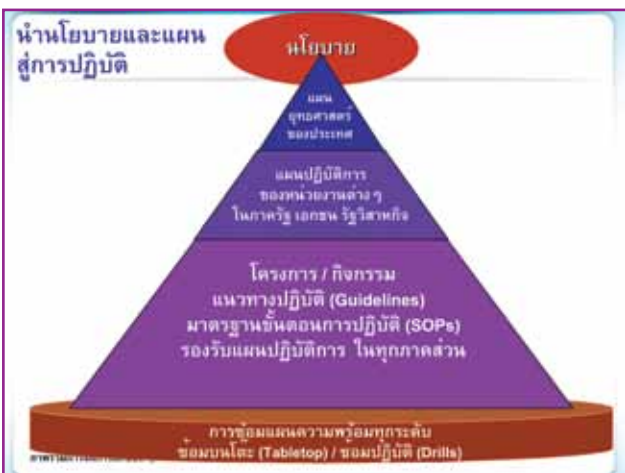 นำนโยบายและแผน
สู่การปฏิบัติ
นโยบาย
แผน
ยุทธศาสตร์
ของประเทศ
แผนปฏิบัติการ
ของหน่วยงานต่าง ๆ
ในภาครัฐ เอกชน รัฐวิสาหกิจ
โครงการ / กิจกรรม
แนวทางปฏิบัติ (Guidelines)
มาตรฐานขั้นตอนการปฏิบัติ (SOPs)
รองรับแผนปฏิบัติการ ในทุกภาคส่วน
การซ้อมแผนความพร้อมทุกระดับ
ซ้อมบนโต๊ะ (Tabletop) / ซ้อมปฏิบัติ (Drills)